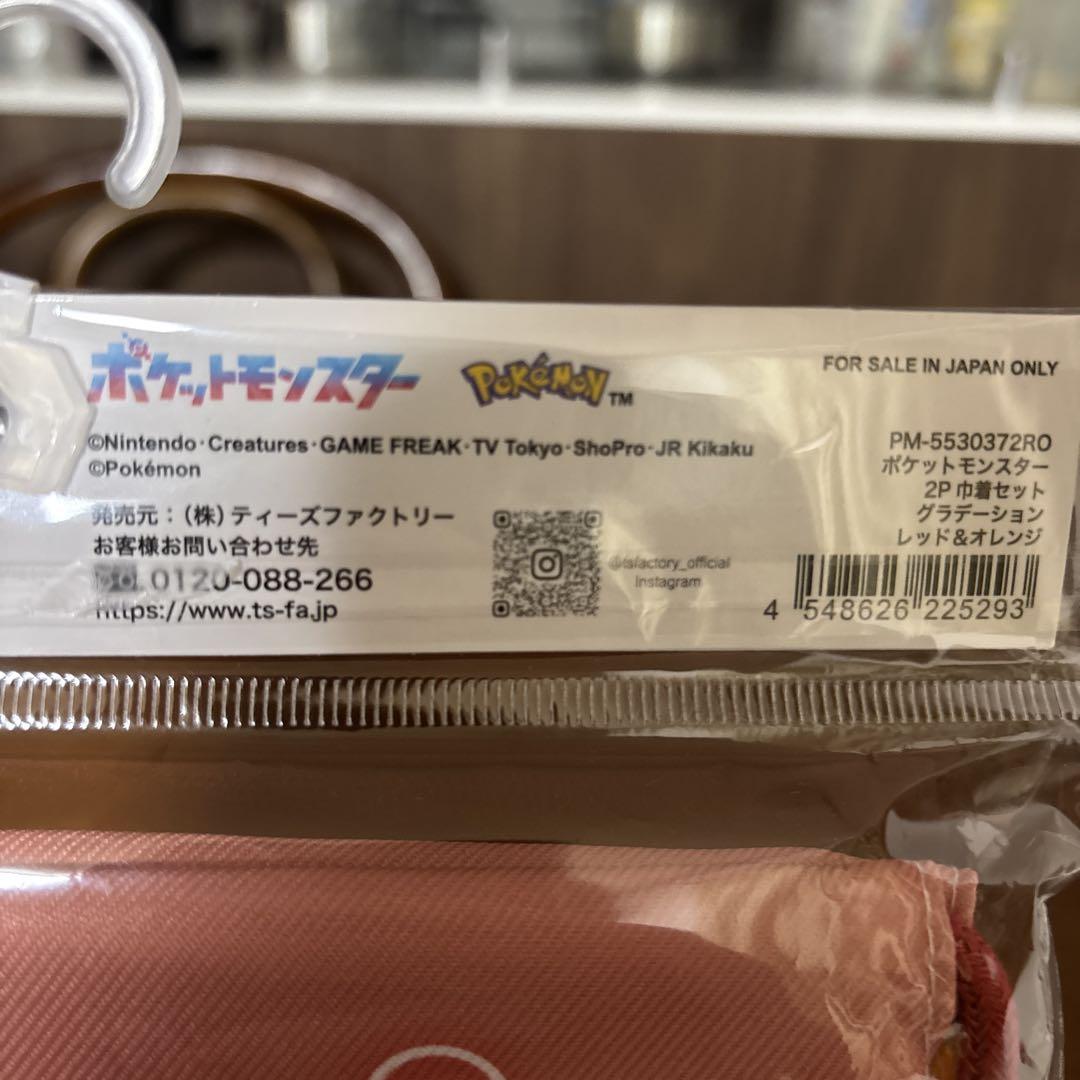 ポケットモンスター
POKéMON TM
FOR SALE IN JAPAN ONLY
©Nintendo・Creatures・GAME FREAK・TV Tokyo・ShoPro・JR Kikaku
©Pokémon
発売元：（株）ティーズファクトリー
お客様お問い合わせ先
0120-088-266
https://www.ts-fa.jp
@tsfactory_official
Instagram
PM-5530372RO
ポケットモンスター
2P 巾着セット
グラデーション
レッド&オレンジ
4 548626 225293